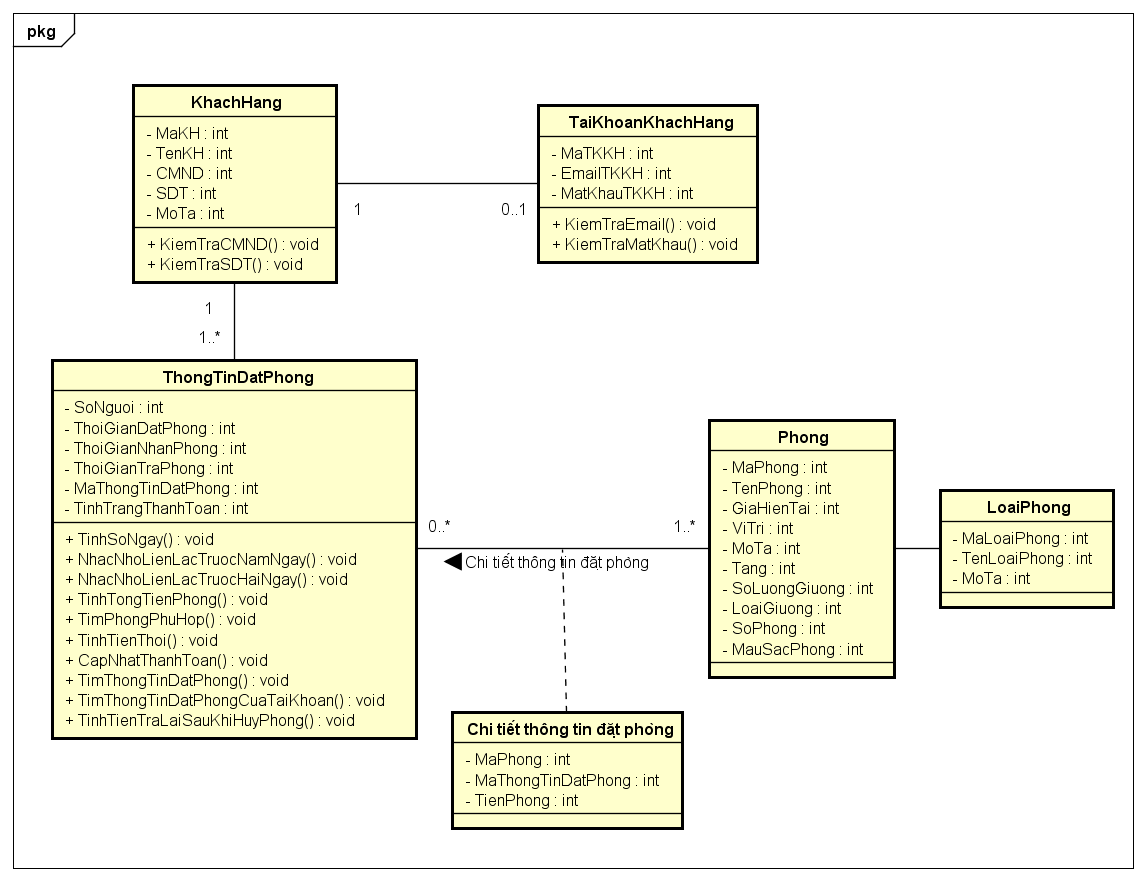 pkg
KhachHang
- MaKH : int
- TenKH : int
- CMND : int
- SDT : int
- MoTa : int
+ KiemTraCMND() : void
+ KiemTraSDT() : void
TaiKhoanKhachHang
- MaTKKH : int
- EmailTKKH : int
- MatKhauTKKH : int
+ KiemTraEmail() : void
+ KiemTraMatKhau() : void
1
0..1
1
1..*
ThongTinDatPhong
- SoNguoi : int
- ThoiGianDatPhong : int
- ThoiGianNhanPhong : int
- ThoiGianTraPhong : int
- MaThongTinDatPhong : int
- TinhTrangThanhToan : int
+ TinhSoNgay() : void
+ NhacNhoLienLacTruocNamNgay() : void
+ NhacNhoLienLacTruocHaiNgay() : void
+ TinhTongTienPhong() : void
+ TimPhongPhuHop() : void
+ TinhTienThoi() : void
+ CapNhatThanhToan() : void
+ TimThongTinDatPhong() : void
+ TimThongTinDatPhongCuaTaiKhoan() : void
+ TinhTienTraLaiSauKhiHuyPhong() : void
0..*
1..*
Chi tiết thông tin đặt phòng
Phong
- MaPhong : int
- TenPhong : int
- GiaHienTai : int
- ViTri : int
- MoTa : int
- Tang : int
- SoLuongGiuong : int
- LoaiGiuong : int
- SoPhong : int
- MauSacPhong : int
LoaiPhong
- MaLoaiPhong : int
- TenLoaiPhong : int
- MoTa : int
Chi tiết thông tin đặt phòng
- MaPhong : int
- MaThongTinDatPhong : int
- TienPhong : int